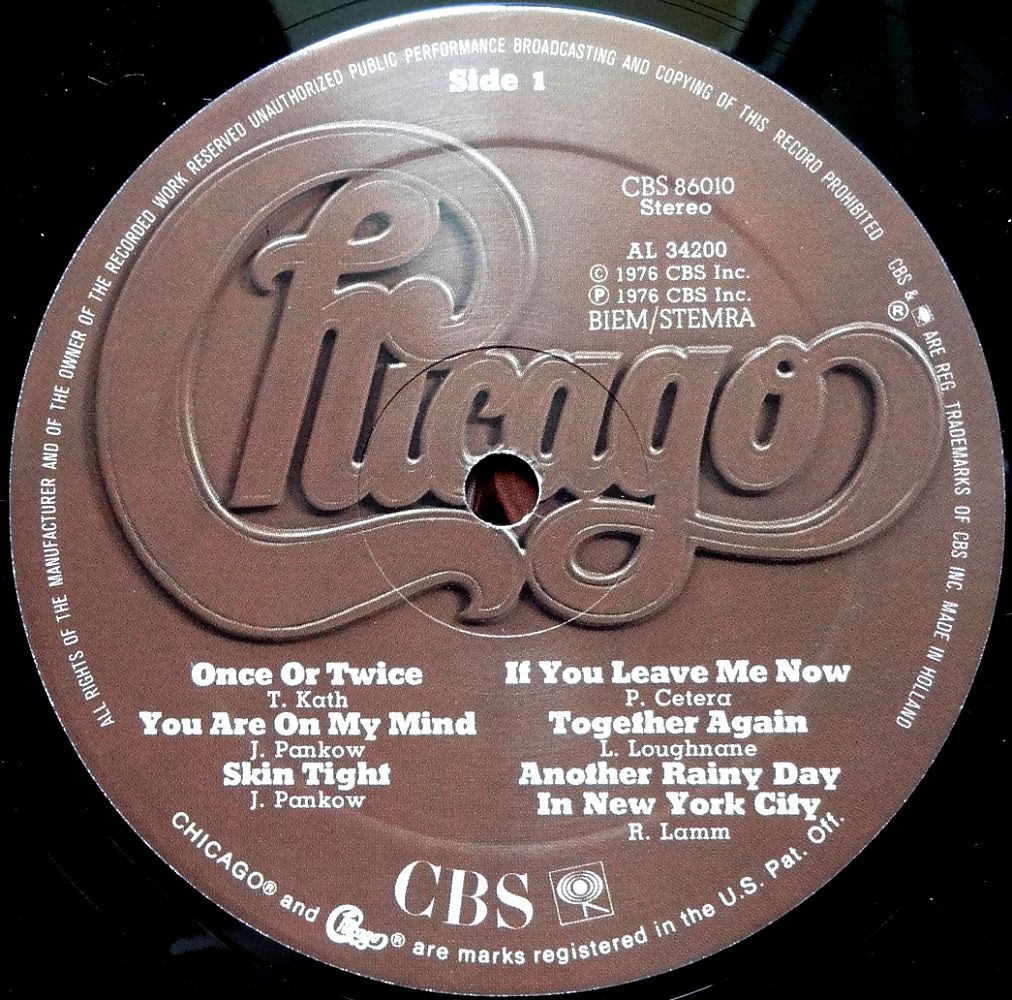 ALL RIGHTS OF THE MANUFACTURER AND OF THE OWNER OF THE RECORDED WORK RESERVED UNAUTHORIZED PUBLIC PERFORMANCE BROADCASTING AND COPYING OF THIS RECORD PROHIBITED
CBS & ARE REG. TRADEMARKS OF CBS INC. MADE IN HOLLAND
Side 1
CBS 86010
Stereo
AL 34200
© 1976 CBS Inc.
℗ 1976 CBS Inc.
BIEM/STEMRA
®
Chicago
Once Or Twice
T. Kath
You Are On My Mind
J. Pankow
Skin Tight
J. Pankow
If You Leave Me Now
P. Cetera
Together Again
L. Loughnane
Another Rainy Day
In New York City
R. Lamm
CBS
CHICAGO® and Chicago® are marks registered in the U.S. Pat. Off.